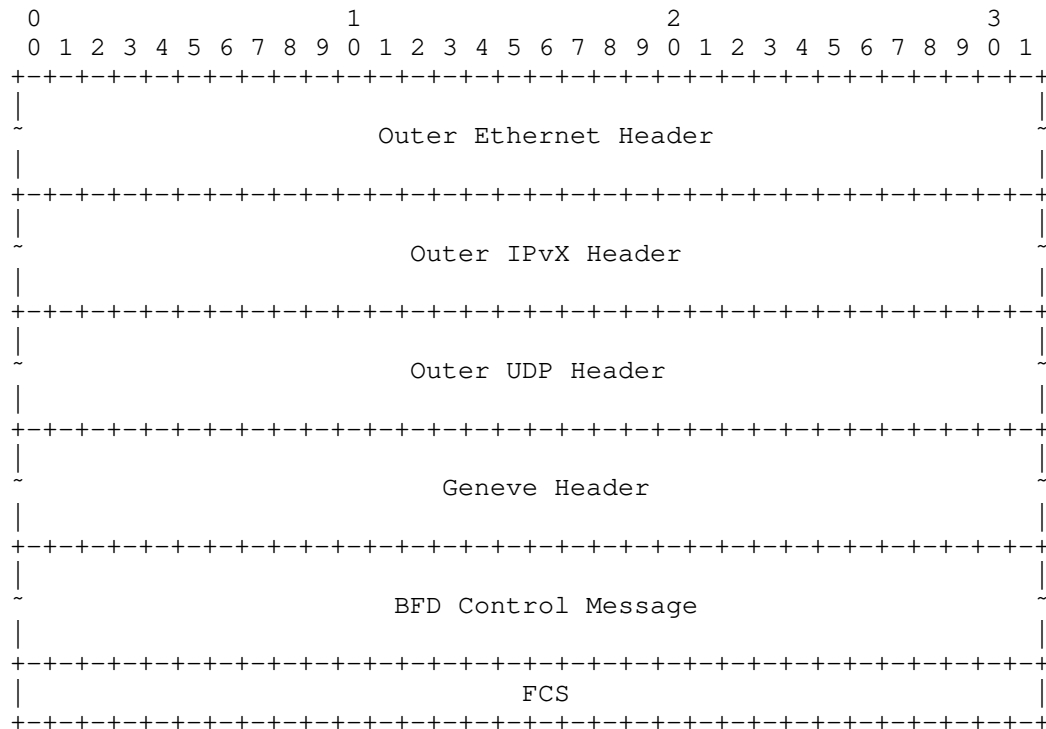 0                   1                   2                   3
0 1 2 3 4 5 6 7 8 9 0 1 2 3 4 5 6 7 8 9 0 1 2 3 4 5 6 7 8 9 0 1
+-+-+-+-+-+-+-+-+-+-+-+-+-+-+-+-+-+-+-+-+-+-+-+-+-+-+-+-+-+-+-+-+
|                                                               |
~                      Outer Ethernet Header                    ~
|                                                               |
+-+-+-+-+-+-+-+-+-+-+-+-+-+-+-+-+-+-+-+-+-+-+-+-+-+-+-+-+-+-+-+-+
|                                                               |
~                        Outer IPvX Header                      ~
|                                                               |
+-+-+-+-+-+-+-+-+-+-+-+-+-+-+-+-+-+-+-+-+-+-+-+-+-+-+-+-+-+-+-+-+
|                                                               |
~                        Outer UDP Header                       ~
|                                                               |
+-+-+-+-+-+-+-+-+-+-+-+-+-+-+-+-+-+-+-+-+-+-+-+-+-+-+-+-+-+-+-+-+
|                                                               |
~                          Geneve Header                        ~
|                                                               |
+-+-+-+-+-+-+-+-+-+-+-+-+-+-+-+-+-+-+-+-+-+-+-+-+-+-+-+-+-+-+-+-+
|                                                               |
~                       BFD Control Message                     ~
|                                                               |
+-+-+-+-+-+-+-+-+-+-+-+-+-+-+-+-+-+-+-+-+-+-+-+-+-+-+-+-+-+-+-+-+
|                               FCS                             |
+-+-+-+-+-+-+-+-+-+-+-+-+-+-+-+-+-+-+-+-+-+-+-+-+-+-+-+-+-+-+-+-+